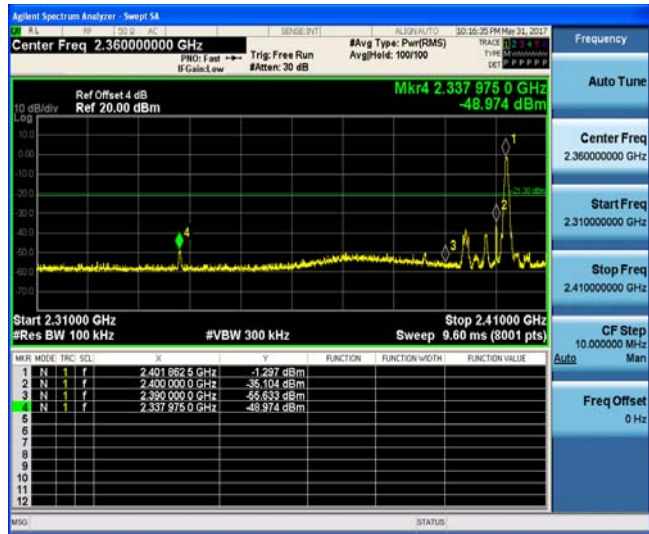 Agilent Spectrum Analyzer - Swept SA
RL RF 50 Ω AC SENSE:INT ALIGNAUTO 10:16:35 PM May 31, 2017
Center Freq 2.360000000 GHz
PNO: Fast Trig: Free Run
IFGain:Low #Atten: 30 dB
#Avg Type: Pwr(RMS)
Avg|Hold: 100/100
TRACE 1 2 3 4 5 6
TYPE M
DET P P P P P P
Mkr4 2.337 975 0 GHz
-48.974 dBm
Ref Offset 4 dB
10 dB/div Ref 20.00 dBm
Log
10.0
0.00
-10.0
-20.0
-30.0
-40.0
-50.0
-60.0
-70.0
1
-21.30 dBm
2
4
3
Start 2.31000 GHz Stop 2.41000 GHz
#Res BW 100 kHz #VBW 300 kHz Sweep 9.60 ms (8001 pts)
MKR MODE TRC SCL X Y FUNCTION FUNCTION WIDTH FUNCTION VALUE
1 N 1 f 2.401 862 5 GHz -1.297 dBm
2 N 1 f 2.400 000 0 GHz -35.104 dBm
3 N 1 f 2.390 000 0 GHz -55.633 dBm
4 N 1 f 2.337 975 0 GHz -48.974 dBm
5
6
7
8
9
10
11
12
MSG STATUS
Frequency
Auto Tune
Center Freq
2.360000000 GHz
Start Freq
2.310000000 GHz
Stop Freq
2.410000000 GHz
CF Step
10.000000 MHz
Auto Man
Freq Offset
0 Hz